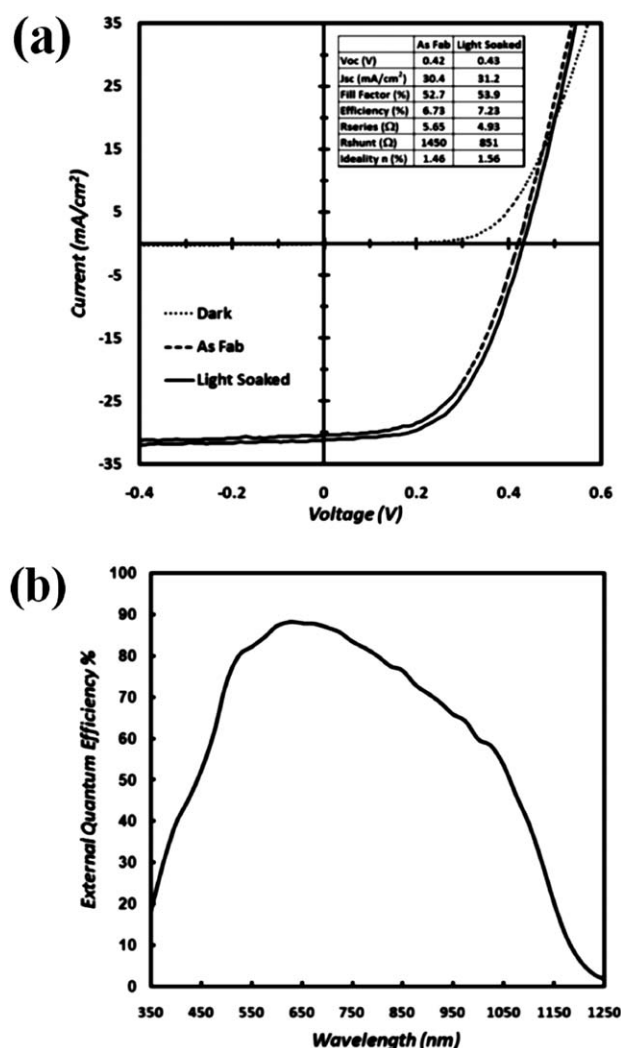 (a)
35
25
15
5
-5
-15
-25
-35
Current (mA/cm²)
As Fab Light Soaked
Voc (V) 0.42 0.43
Jsc (mA/cm²) 30.4 31.2
Fill Factor (%) 52.7 53.9
Efficiency (%) 6.73 7.23
Rseries (Ω) 5.65 4.93
Rshunt (Ω) 1450 851
Ideality n (%) 1.46 1.56
Dark
As Fab
Light Soaked
-0.4 -0.2 0 0.2 0.4 0.6
Voltage (V)
(b)
100
90
80
70
60
50
40
30
20
10
0
External Quantum Efficiency %
350 450 550 650 750 850 950 1050 1150 1250
Wavelength (nm)